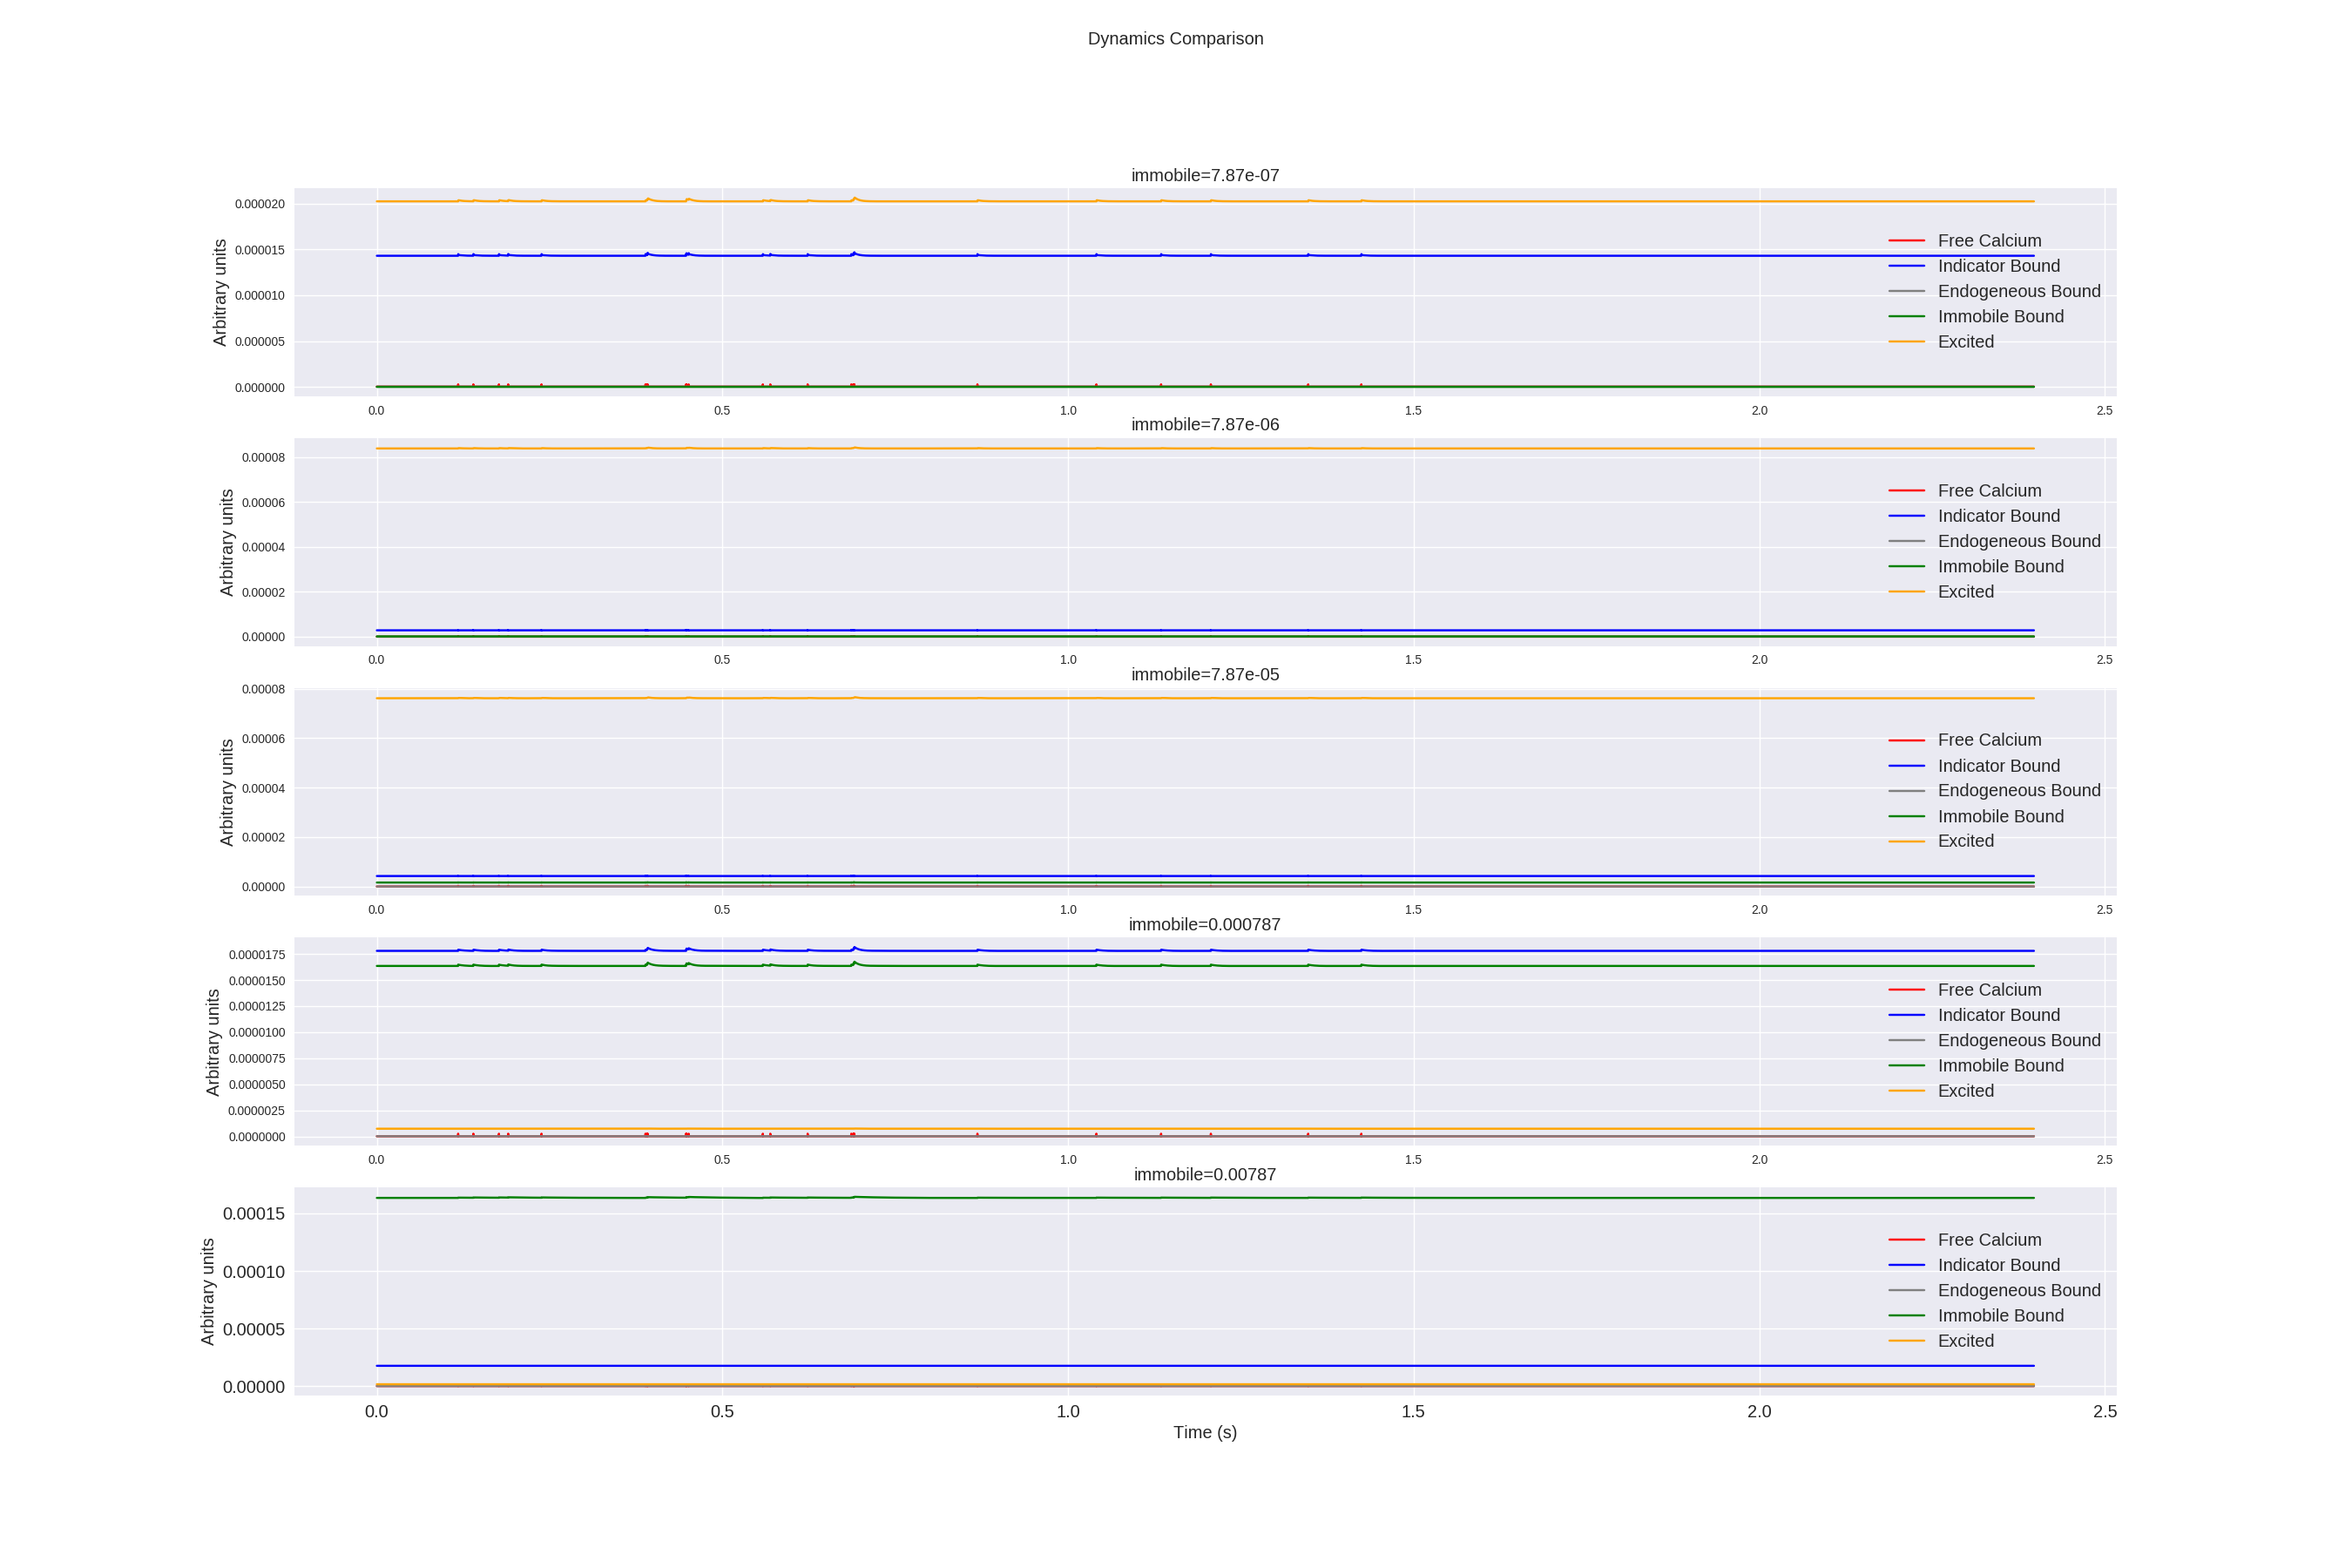 Dynamics Comparison
immobile=7.87e-07
0.000020
0.000015
0.000010
0.000005
0.000000
Arbitrary units
Free Calcium
Indicator Bound
Endogeneous Bound
Immobile Bound
Excited
0.0 0.5 1.0 1.5 2.0 2.5
immobile=7.87e-06
0.00008
0.00006
0.00004
0.00002
0.00000
Arbitrary units
Free Calcium
Indicator Bound
Endogeneous Bound
Immobile Bound
Excited
0.0 0.5 1.0 1.5 2.0 2.5
immobile=7.87e-05
0.00008
0.00006
0.00004
0.00002
0.00000
Arbitrary units
Free Calcium
Indicator Bound
Endogeneous Bound
Immobile Bound
Excited
0.0 0.5 1.0 1.5 2.0 2.5
immobile=0.000787
0.0000175
0.0000150
0.0000125
0.0000100
0.0000075
0.0000050
0.0000025
0.0000000
Arbitrary units
Free Calcium
Indicator Bound
Endogeneous Bound
Immobile Bound
Excited
0.0 0.5 1.0 1.5 2.0 2.5
immobile=0.00787
0.00015
0.00010
0.00005
0.00000
Arbitrary units
Free Calcium
Indicator Bound
Endogeneous Bound
Immobile Bound
Excited
0.0 0.5 1.0 1.5 2.0 2.5
Time (s)